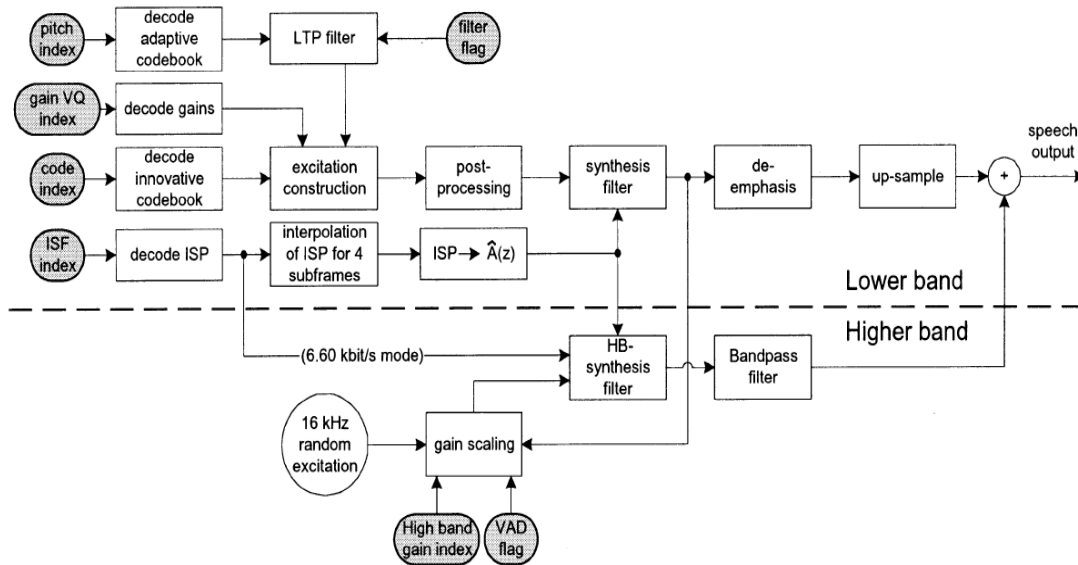 pitch
index
decode
adaptive
codebook
LTP filter
filter
flag
gain VQ
index
decode gains
code
index
decode
innovative
codebook
excitation
construction
post-
processing
synthesis
filter
de-
emphasis
up-sample
+
speech
output
ISF
index
decode ISP
interpolation
of ISP for 4
subframes
ISP → Â(z)
Lower band
Higher band
(6.60 kbit/s mode)
HB-
synthesis
filter
Bandpass
filter
16 kHz
random
excitation
gain scaling
High band
gain index
VAD
flag